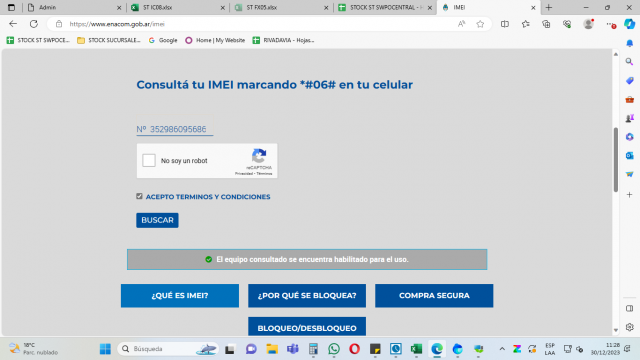 Admin
ST IC08.xlsx
ST FX05.xlsx
STOCK ST SWPOCENTRAL - H
IMEI
https://www.enacom.gob.ar/imei
STOCK ST SWPOCE...
STOCK SUCURSALE...
Google
Home | My Website
RIVADAVIA - Hojas...
Consultá tu IMEI marcando *#06# en tu celular
Nº 352986095686
No soy un robot
reCAPTCHA
Privacidad - Términos
ACEPTO TERMINOS Y CONDICIONES
BUSCAR
El equipo consultado se encuentra habilitado para el uso.
¿QUÉ ES IMEI?
¿POR QUÉ SE BLOQUEA?
COMPRA SEGURA
BLOQUEO/DESBLOQUEO
18°C
Parc. nublado
Búsqueda
ESP
LAA
11:28
30/12/2023